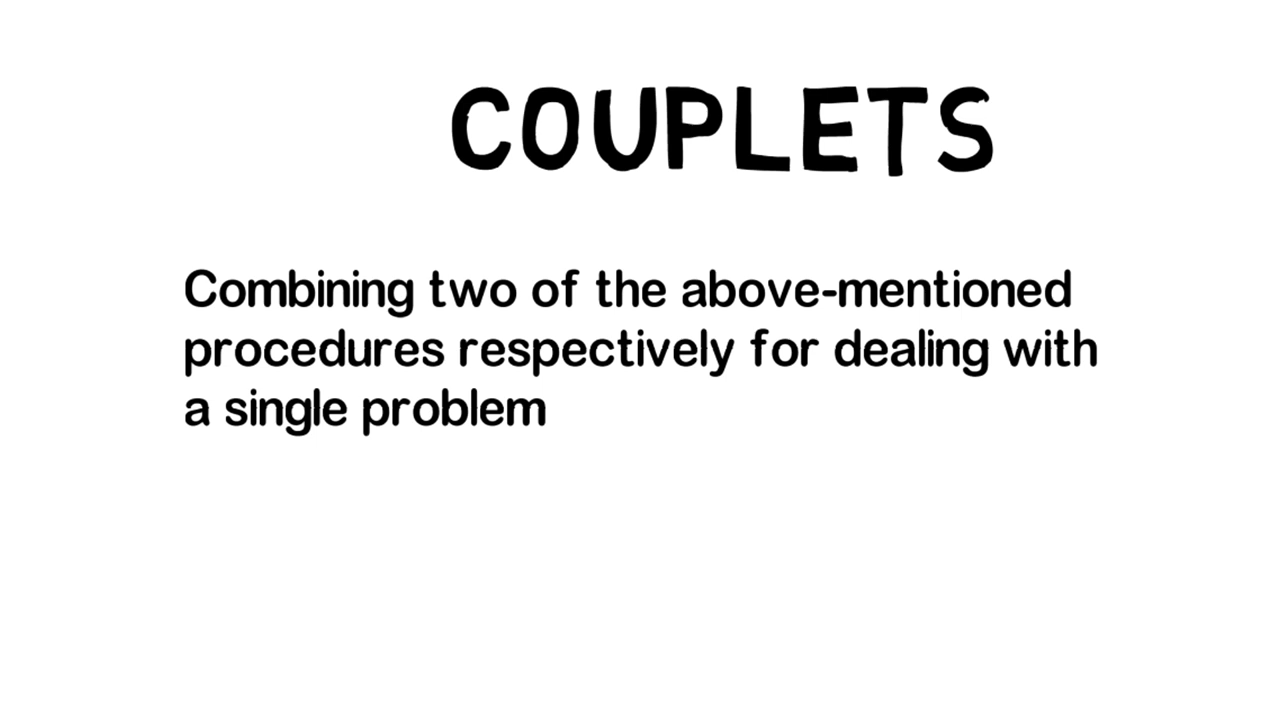 COUPLETS
Combining two of the above-mentioned
procedures respectively for dealing with
a single problem